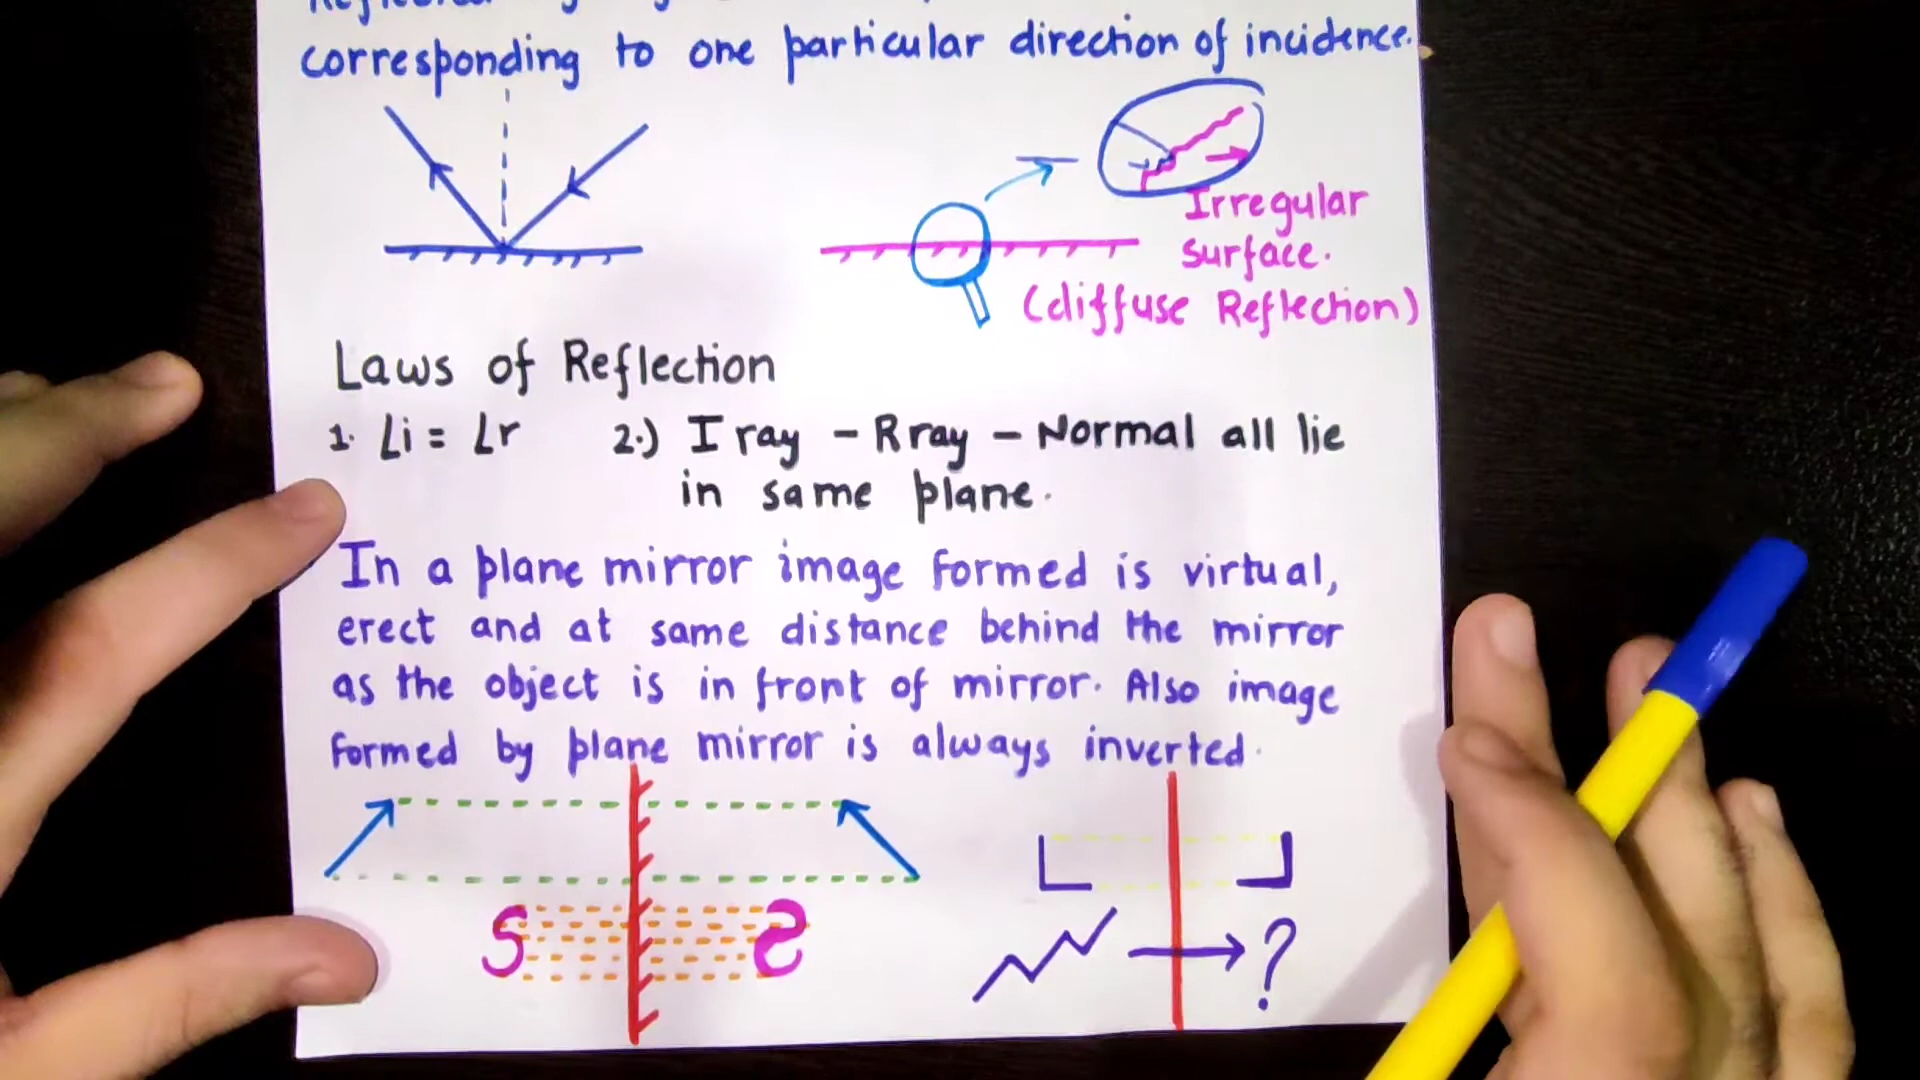 corresponding to one particular direction of incidence.
Irregular
surface.
(diffuse Reflection)
Laws of Reflection
1. ∠i = ∠r 2.) I ray - R ray - Normal all lie
in same plane.
In a plane mirror image formed is virtual,
erect and at same distance behind the mirror
as the object is in front of mirror. Also image
formed by plane mirror is always inverted.
?